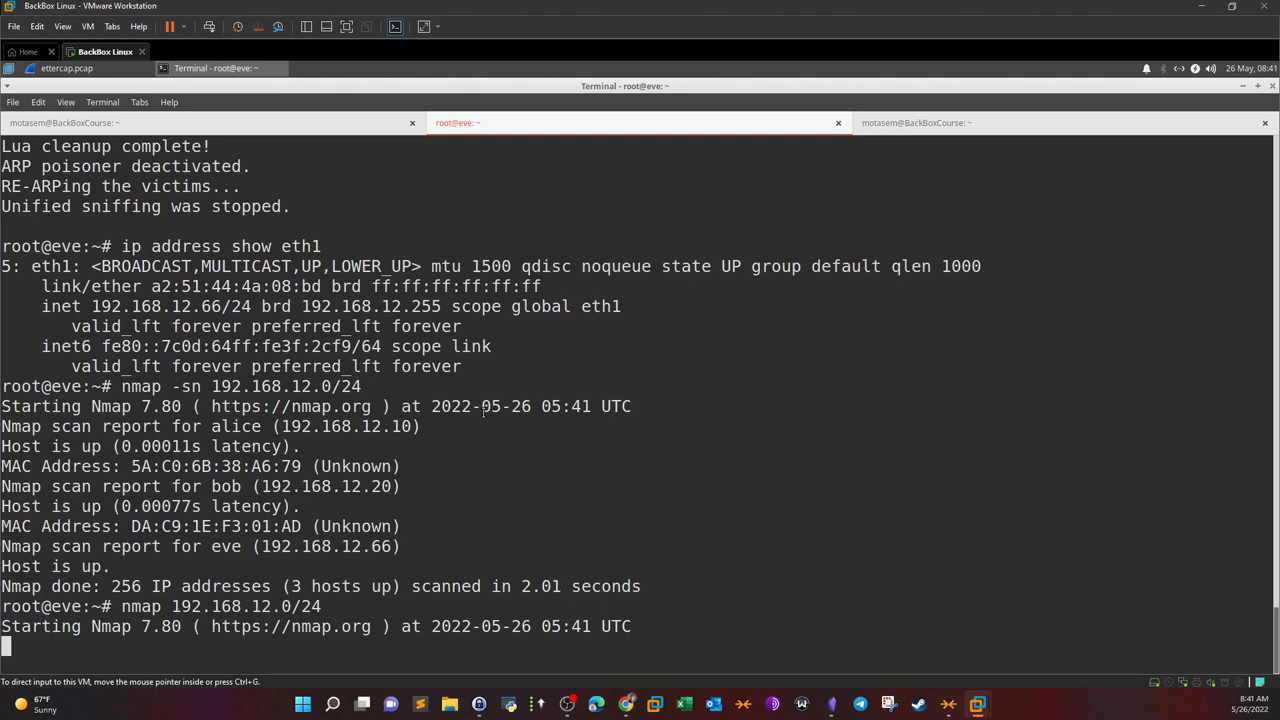 BackBox Linux - VMware Workstation
File Edit View VM Tabs Help
Home BackBox Linux
ettercap.pcap Terminal - root@eve: ~ 26 May, 08:41
Terminal - root@eve: ~
File Edit View Terminal Tabs Help
motasem@BackBoxCourse: ~ root@eve: ~ motasem@BackBoxCourse: ~
Lua cleanup complete!
ARP poisoner deactivated.
RE-ARPing the victims...
Unified sniffing was stopped.
root@eve:~# ip address show eth1
5: eth1: <BROADCAST,MULTICAST,UP,LOWER_UP> mtu 1500 qdisc noqueue state UP group default qlen 1000
link/ether a2:51:44:4a:08:bd brd ff:ff:ff:ff:ff:ff
inet 192.168.12.66/24 brd 192.168.12.255 scope global eth1
valid_lft forever preferred_lft forever
inet6 fe80::7c0d:64ff:fe3f:2cf9/64 scope link
valid_lft forever preferred_lft forever
root@eve:~# nmap -sn 192.168.12.0/24
Starting Nmap 7.80 ( https://nmap.org ) at 2022-05-26 05:41 UTC
Nmap scan report for alice (192.168.12.10)
Host is up (0.00011s latency).
MAC Address: 5A:C0:6B:38:A6:79 (Unknown)
Nmap scan report for bob (192.168.12.20)
Host is up (0.00077s latency).
MAC Address: DA:C9:1E:F3:01:AD (Unknown)
Nmap scan report for eve (192.168.12.66)
Host is up.
Nmap done: 256 IP addresses (3 hosts up) scanned in 2.01 seconds
root@eve:~# nmap 192.168.12.0/24
Starting Nmap 7.80 ( https://nmap.org ) at 2022-05-26 05:41 UTC
To direct input to this VM, move the mouse pointer inside or press Ctrl+G.
67°F
Sunny
8:41 AM
5/26/2022